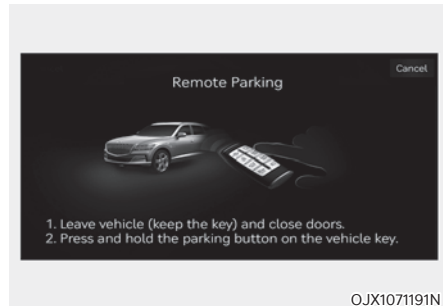 Cancel
Remote Parking
1. Leave vehicle (keep the key) and close doors.
2. Press and hold the parking button on the vehicle key.
OJX1071191N